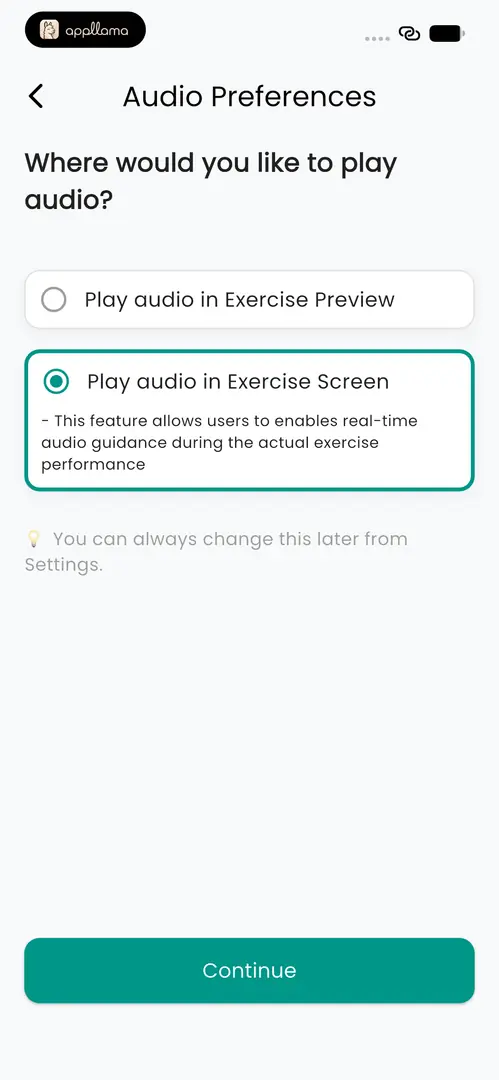 appllama
Audio Preferences
Where would you like to play
audio?
Play audio in Exercise Preview
Play audio in Exercise Screen
- This feature allows users to enables real-time
audio guidance during the actual exercise
performance
You can always change this later from
Settings.
Continue